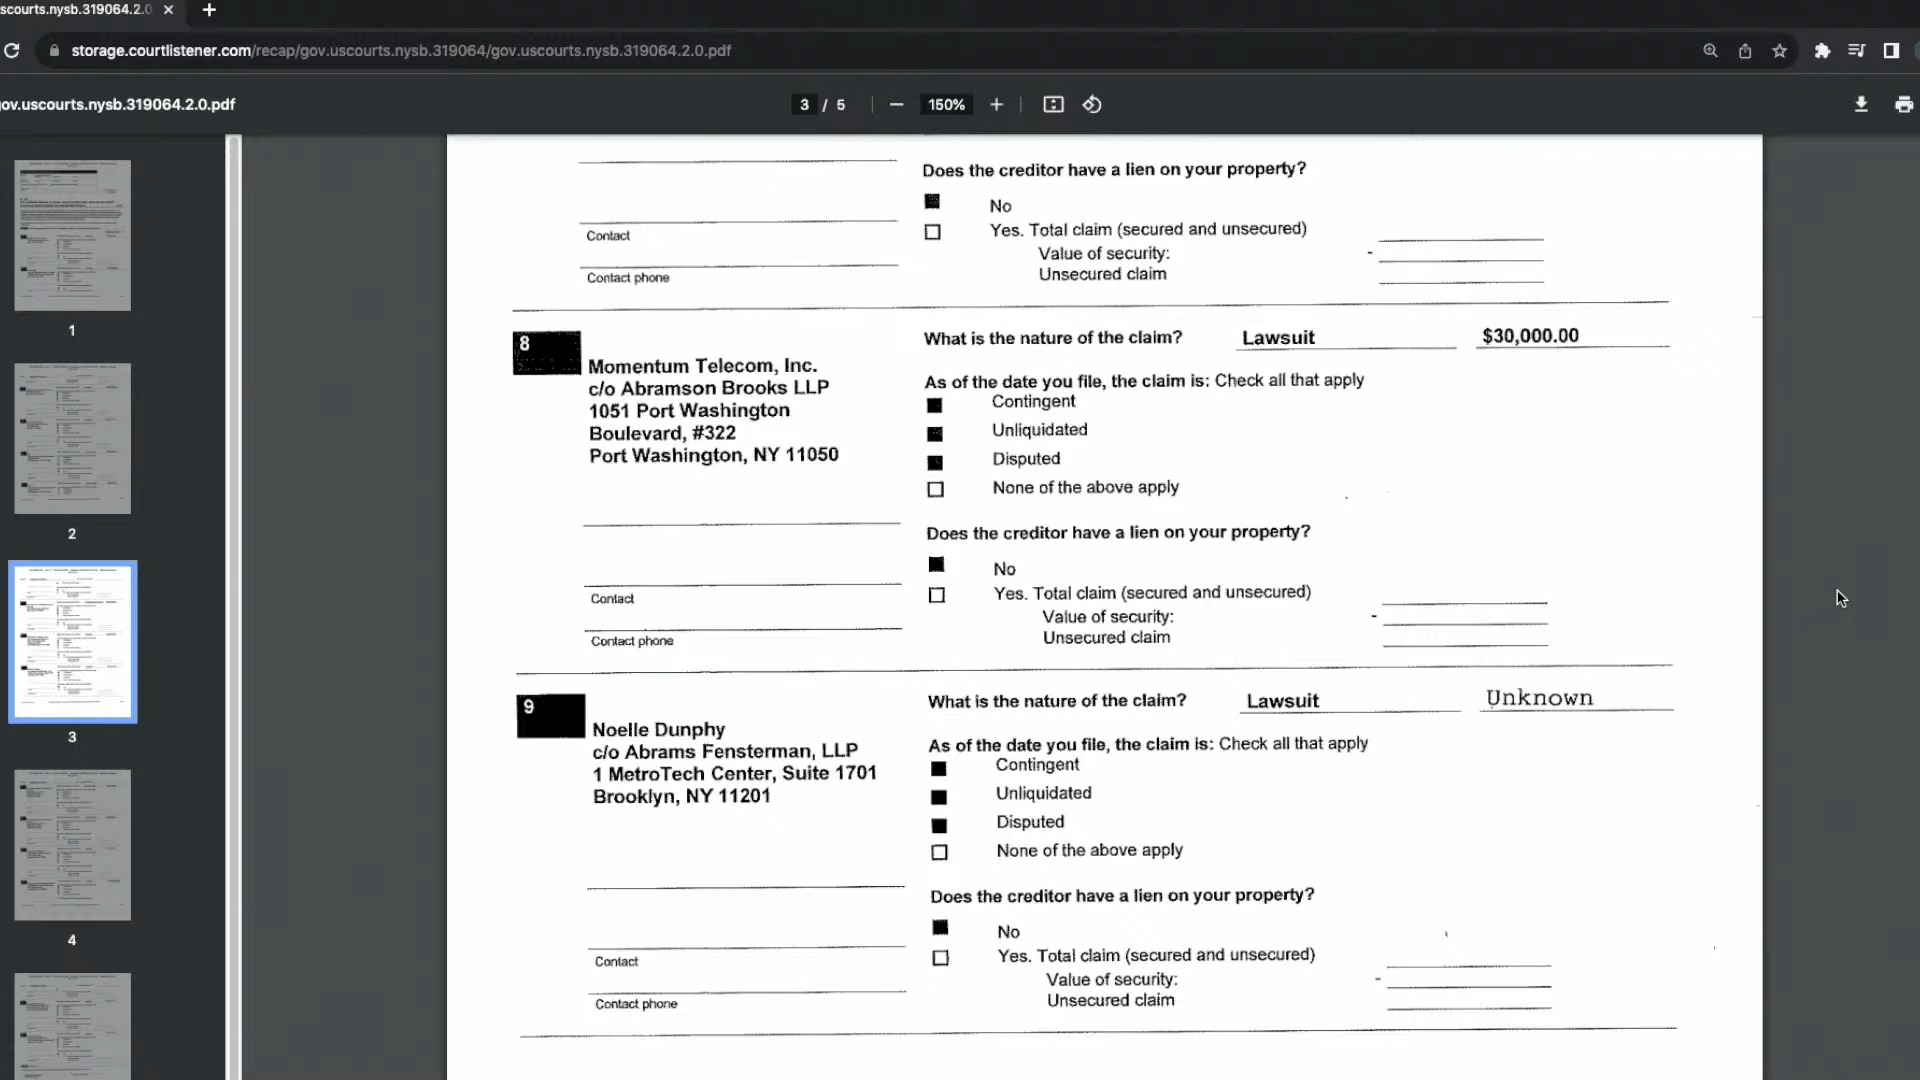 scourts.nysb.319064.2.0
storage.courtlistener.com/recap/gov.uscourts.nysb.319064/gov.uscourts.nysb.319064.2.0.pdf
ov.uscourts.nysb.319064.2.0.pdf
3 / 5
150%
1
2
3
4
Does the creditor have a lien on your property?
No
Yes. Total claim (secured and unsecured)
Contact
Value of security:
Contact phone
Unsecured claim
8
What is the nature of the claim? Lawsuit $30,000.00
Momentum Telecom, Inc.
c/o Abramson Brooks LLP
1051 Port Washington
Boulevard, #322
Port Washington, NY 11050
As of the date you file, the claim is: Check all that apply
Contingent
Unliquidated
Disputed
None of the above apply
Does the creditor have a lien on your property?
No
Yes. Total claim (secured and unsecured)
Contact
Value of security:
Contact phone
Unsecured claim
9
What is the nature of the claim? Lawsuit Unknown
Noelle Dunphy
c/o Abrams Fensterman, LLP
1 MetroTech Center, Suite 1701
Brooklyn, NY 11201
As of the date you file, the claim is: Check all that apply
Contingent
Unliquidated
Disputed
None of the above apply
Does the creditor have a lien on your property?
No
Yes. Total claim (secured and unsecured)
Contact
Value of security:
Contact phone
Unsecured claim